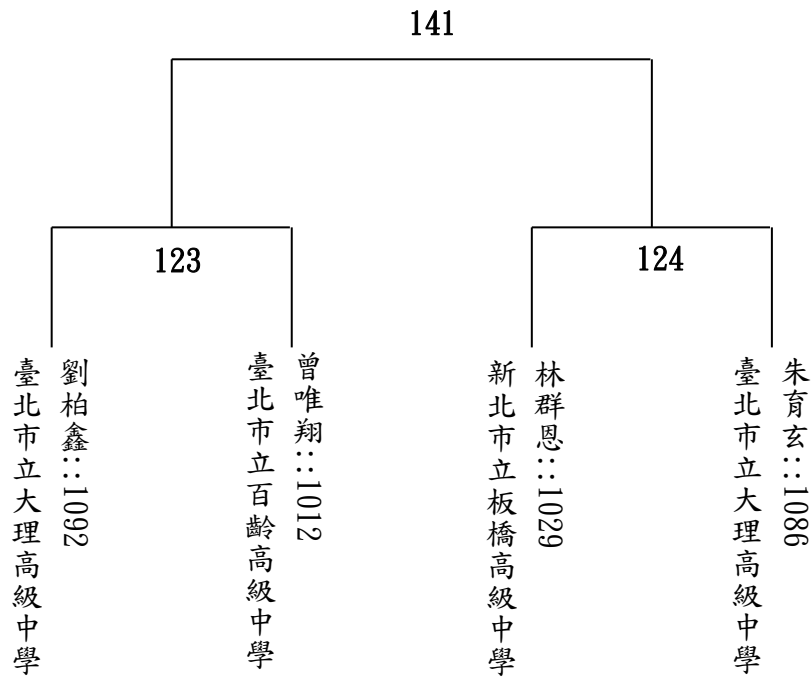 141
123
124
劉柏鑫::1092
臺北市立大理高級中學
曾唯翔::1012
臺北市立百齡高級中學
林群恩::1029
新北市立板橋高級中學
朱育玄::1086
臺北市立大理高級中學